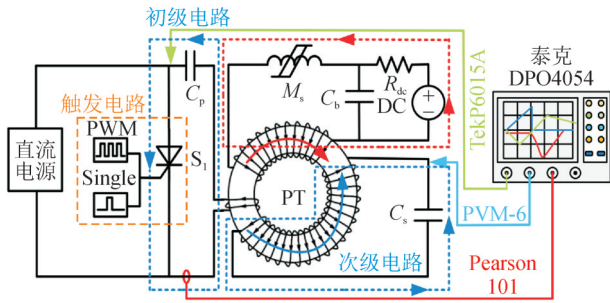 初级电路
泰克
DPO4054
TekP6015A
Cp
Ms
Cb
Rdc
DC
触发电路
PWM
S1
Single
直流
电源
PT
Cs
PVM-6
次级电路
Pearson
101